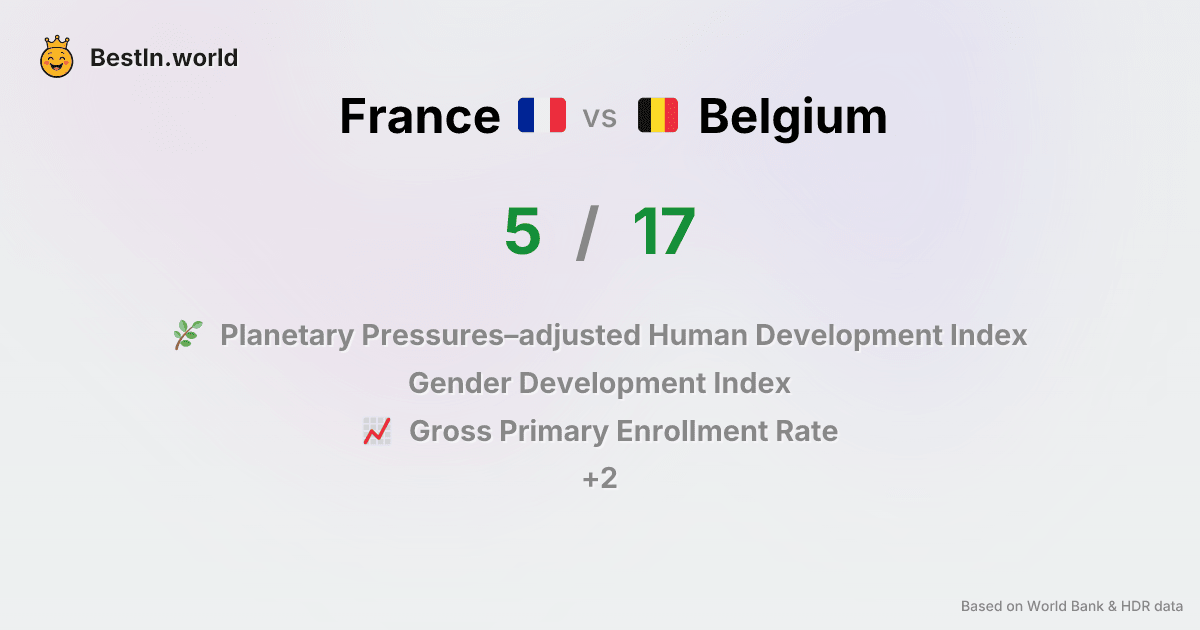 BestIn.world
France vs Belgium
5 / 17
Planetary Pressures–adjusted Human Development Index
Gender Development Index
Gross Primary Enrollment Rate
+2
Based on World Bank & HDR data